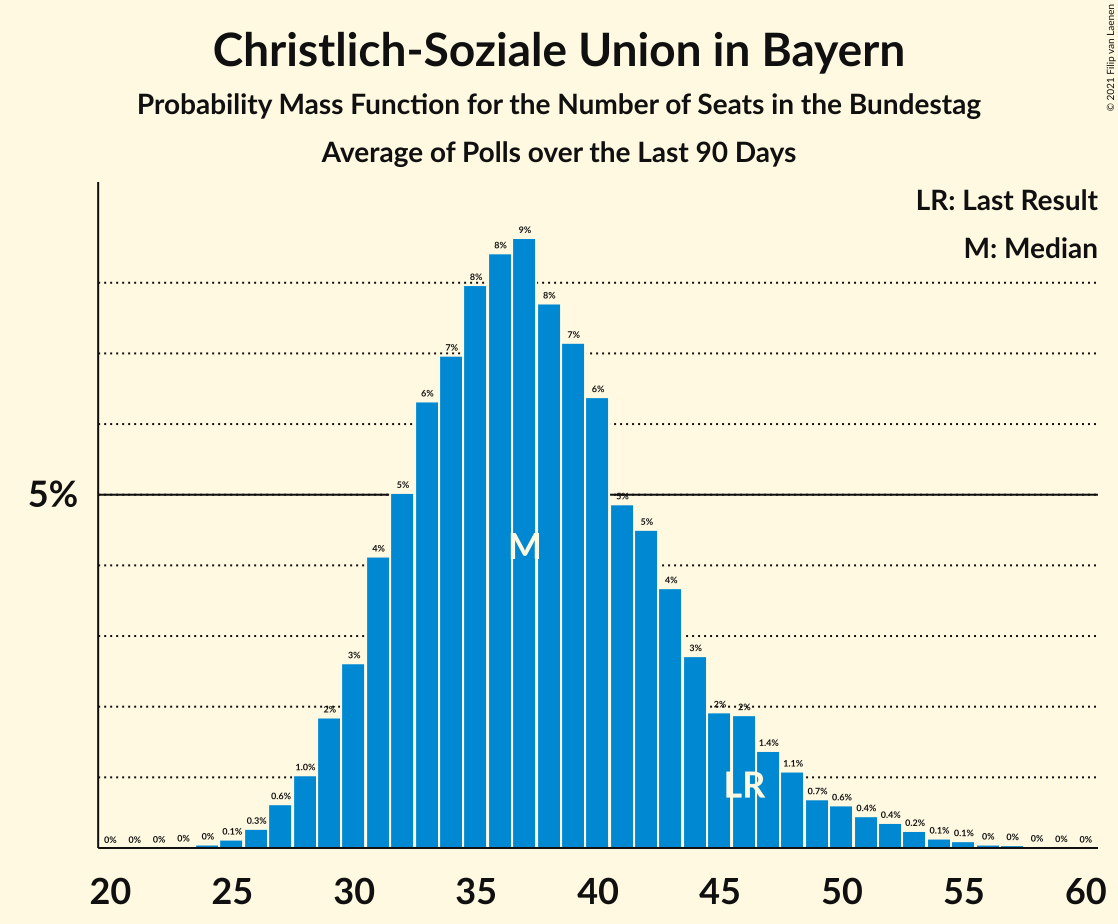 Christlich-Soziale Union in Bayern
Probability Mass Function for the Number of Seats in the Bundestag
Average of Polls over the Last 90 Days
© 2021 Filip van Laenen
LR: Last Result
M: Median
5%
0% 0% 0% 0% 0% 0.1% 0.3% 0.6% 1.0% 2% 3% 4% 5% 6% 7% 8% 8% 9% 8% 7% 6% 5% 5% 4% 3% 2% 2% 1.4% 1.1% 0.7% 0.6% 0.4% 0.4% 0.2% 0.1% 0.1% 0% 0% 0% 0% 0%
M
LR
20 25 30 35 40 45 50 55 60